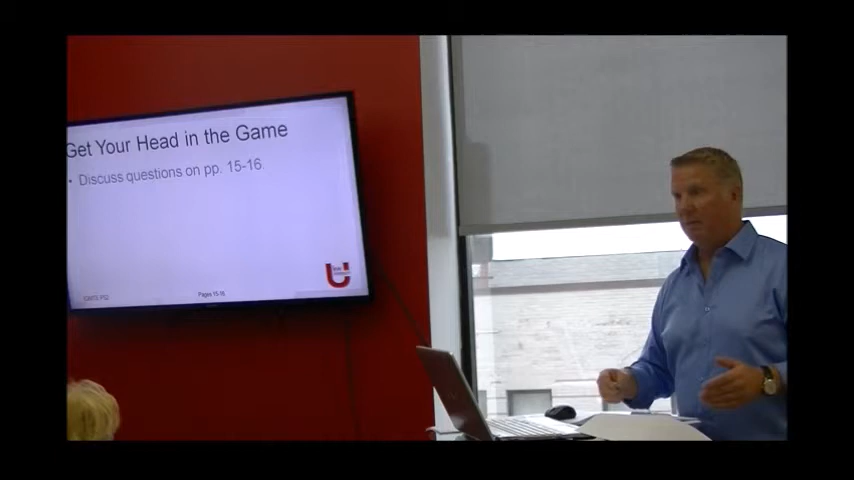 Get Your Head in the Game
• Discuss questions on pp. 15-16.
Pages 15-16
U